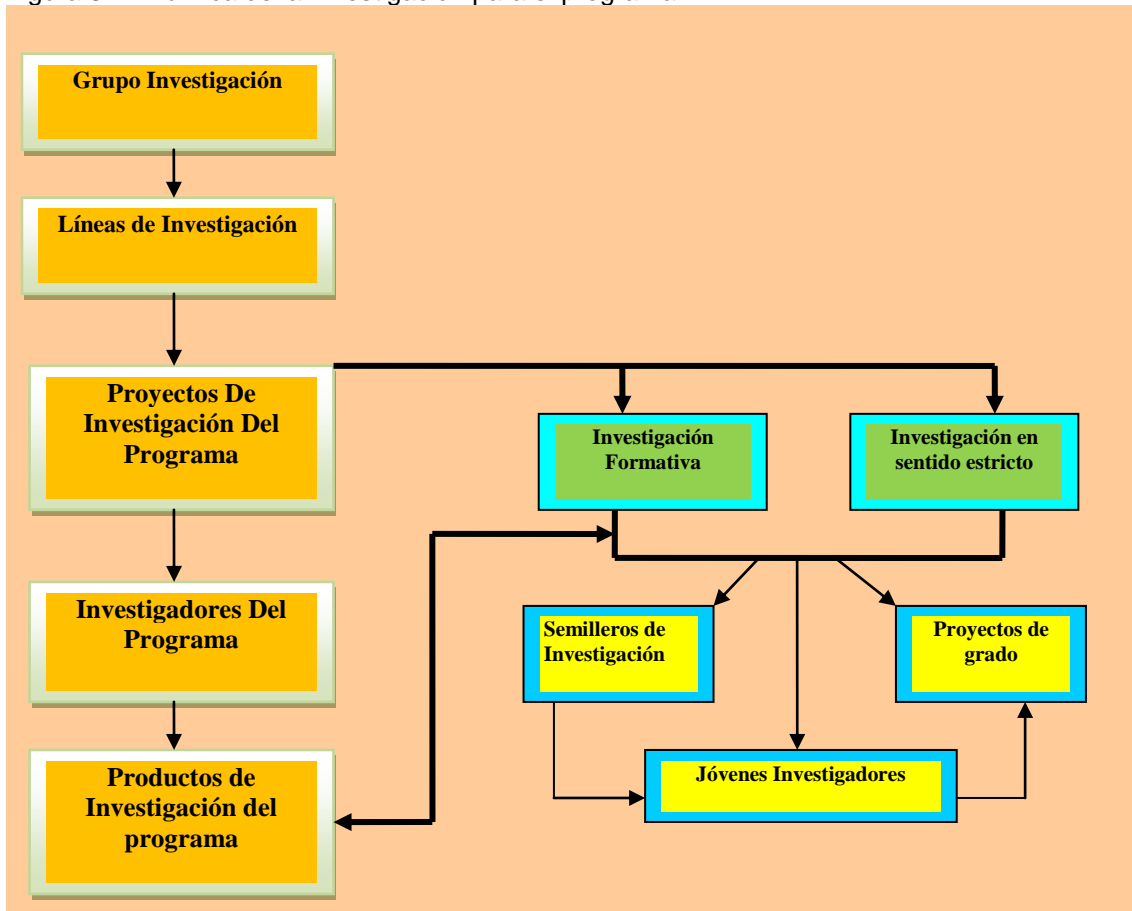 Grupo Investigación
Líneas de Investigación
Proyectos De
Investigación Del
Programa
Investigación
Formativa
Investigación en
sentido estricto
Investigadores Del
Programa
Semilleros de
Investigación
Proyectos de
grado
Productos de
Investigación del
programa
Jóvenes Investigadores